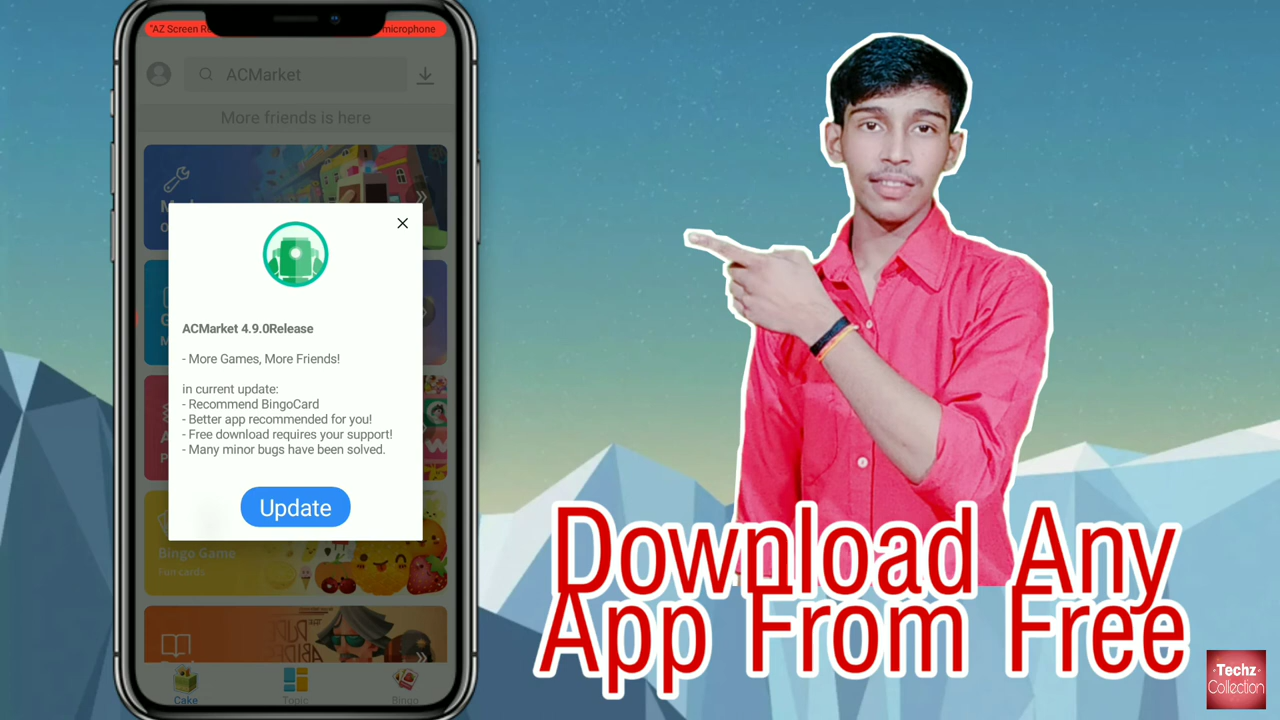 "AZ Screen Re
microphone
ACMarket
More friends is here
ACMarket 4.9.0Release
- More Games, More Friends!
in current update:
- Recommend BingoCard
- Better app recommended for you!
- Free download requires your support!
- Many minor bugs have been solved.
Update
Bingo Game
Fun cards
Cake
Topic
Bingo
Download Any
App From Free
Techz
Collection